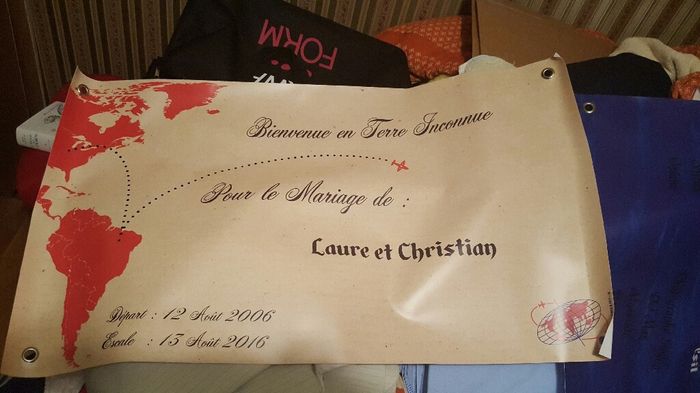 FORM
Bienvenue en Terre Inconnue
Pour le Mariage de :
Laure et Christian
Départ : 12 Août 2006
Escale : 13 Août 2016